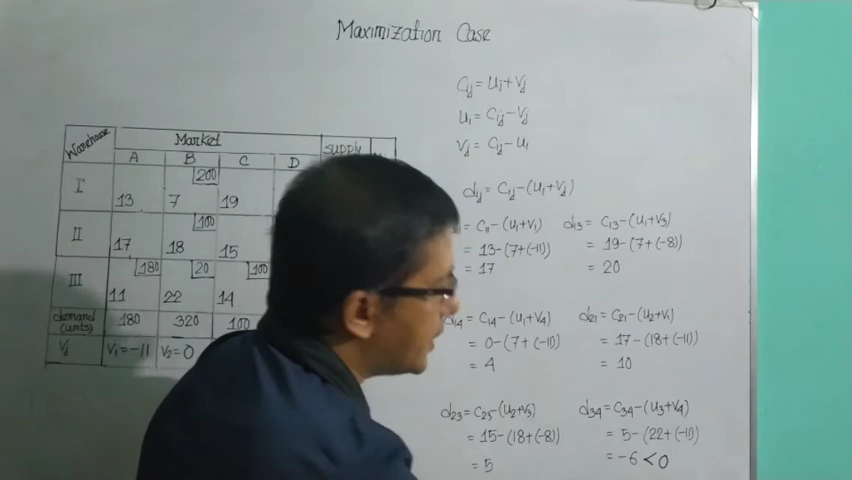 Maximization Case
Cij = Ui + Vj
Ui = Cij - Vj
Vj = Cij - Ui
dij = Cij - (Ui + Vj)
Warehouse
Market
supply
A B C D
I 13 7 200 19
II 17 18 100 15
III 11 180 22 20 14 100
demand (units) 180 320 100
Vj V1 = -11 V2 = 0
= C11 - (U1 + V1)
= 13 - (7 + (-11))
= 17
d13 = C13 - (U1 + V3)
= 19 - (7 + (-8))
= 20
d14 = C14 - (U1 + V4)
= 0 - (7 + (-11))
= 4
d21 = C21 - (U2 + V1)
= 17 - (18 + (-11))
= 10
d23 = C23 - (U2 + V3)
= 15 - (18 + (-8))
= 5
d34 = C34 - (U3 + V4)
= 5 - (22 + (-11))
= -6 < 0